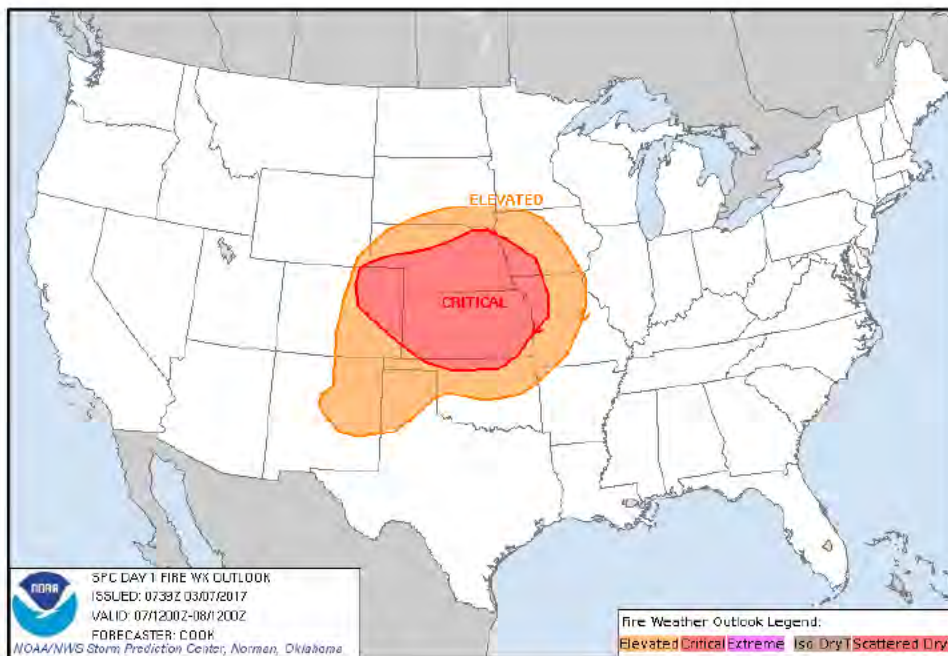 ELEVATED
CRITICAL
NOAA
SPC DAY 1 FIRE WX OUTLOOK
ISSUED: 0739Z 03/07/2017
VALID: 07/1200Z-08/1200Z
FORECASTER: COOK
NOAA/NWS Storm Prediction Center, Norman, Oklahoma
Fire Weather Outlook Legend:
Elevated Critical Extreme Iso DryT Scattered Dry